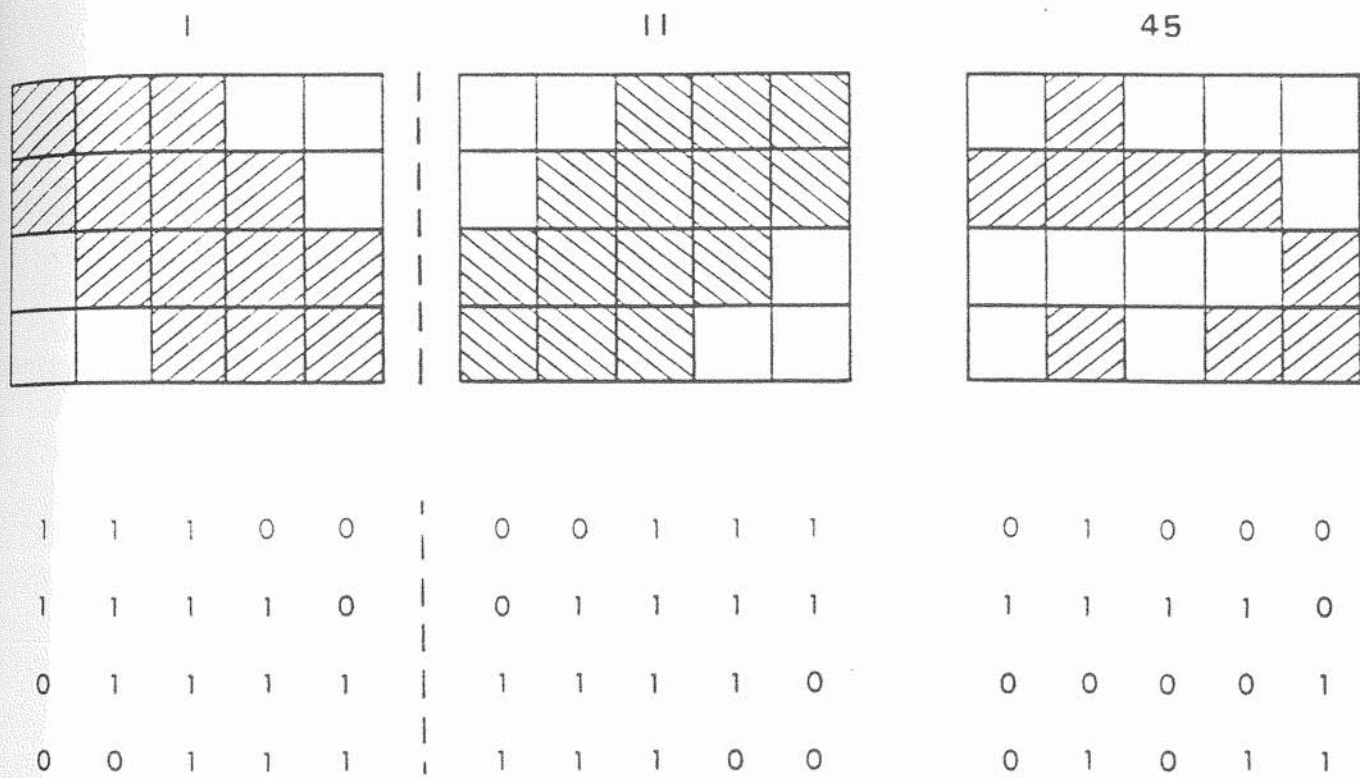 I II 45
1 1 1 0 0 0 0 1 1 1 0 1 0 0 0
1 1 1 1 0 0 1 1 1 1 1 1 1 1 0
0 1 1 1 1 1 1 1 1 0 0 0 0 0 1
0 0 1 1 1 1 1 1 0 0 0 1 0 1 1